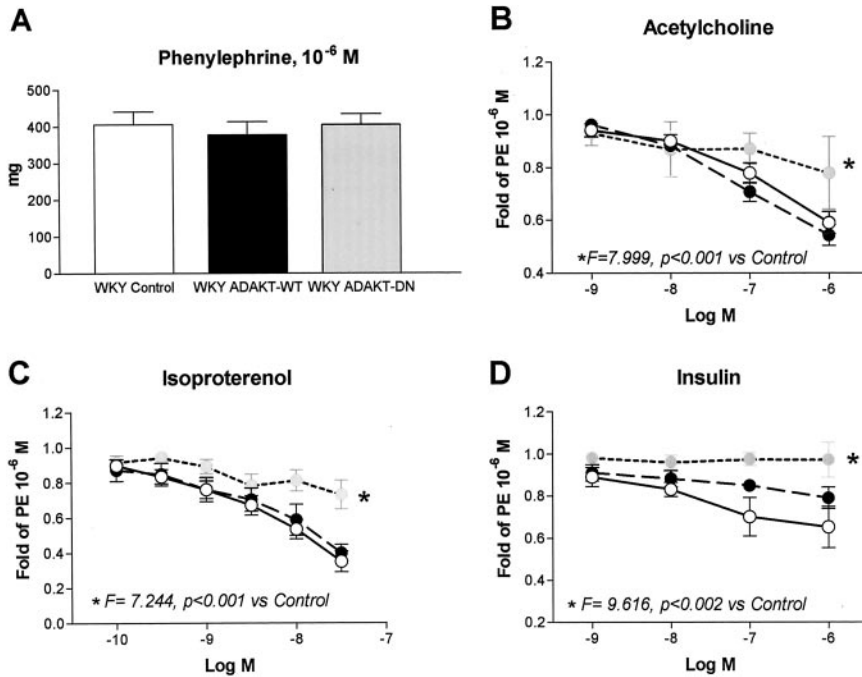 A
Phenylephrine, 10⁻⁶ M
500
400
300
200
100
0
mg
WKY Control WKY ADAKT-WT WKY ADAKT-DN
B
Acetylcholine
1.2
1.0
0.8
0.6
0.4
Fold of PE 10⁻⁶ M
*
*F=7.999, p<0.001 vs Control
-9 -8 -7 -6
Log M
C
Isoproterenol
1.2
1.0
0.8
0.6
0.4
0.2
0.0
Fold of PE 10⁻⁶ M
*
* F= 7.244, p<0.001 vs Control
-10 -9 -8 -7
Log M
D
Insulin
1.2
1.0
0.8
0.6
0.4
0.2
Fold of PE 10⁻⁶ M
*
* F= 9.616, p<0.002 vs Control
-9 -8 -7 -6
Log M